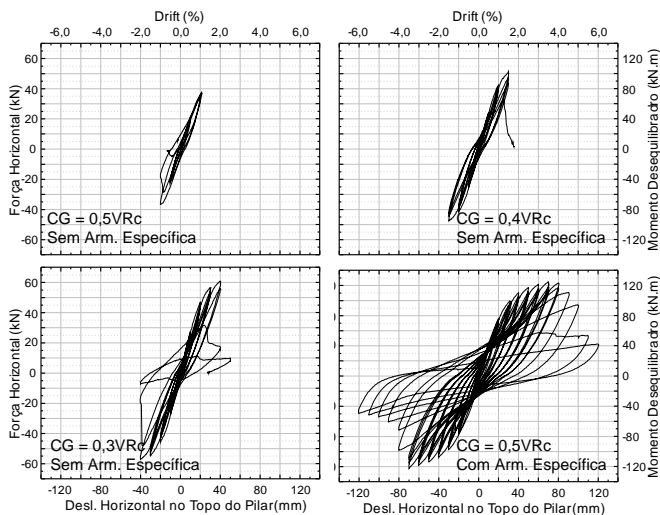 Drift (%)
Drift (%)
-6,0 -4,0 -2,0 0,0 2,0 4,0 6,0
-6,0 -4,0 -2,0 0,0 2,0 4,0 6,0
60
40
20
0
-20
-40
-60
Força Horizontal (kN)
CG = 0,5VRc
Sem Arm. Específica
CG = 0,4VRc
Sem Arm. Específica
120
80
40
0
-40
-80
-120
Momento Desequilibrado (kN.m)
60
40
20
0
-20
-40
-60
Força Horizontal (kN)
CG = 0,3VRc
Sem Arm. Específica
CG = 0,5VRc
Com Arm. Específica
120
80
40
0
-40
-80
-120
Momento Desequilibrado (kN.m)
-120 -80 -40 0 40 80 120
-120 -80 -40 0 40 80 120
Desl. Horizontal no Topo do Pilar(mm)
Desl. Horizontal no Topo do Pilar(mm)